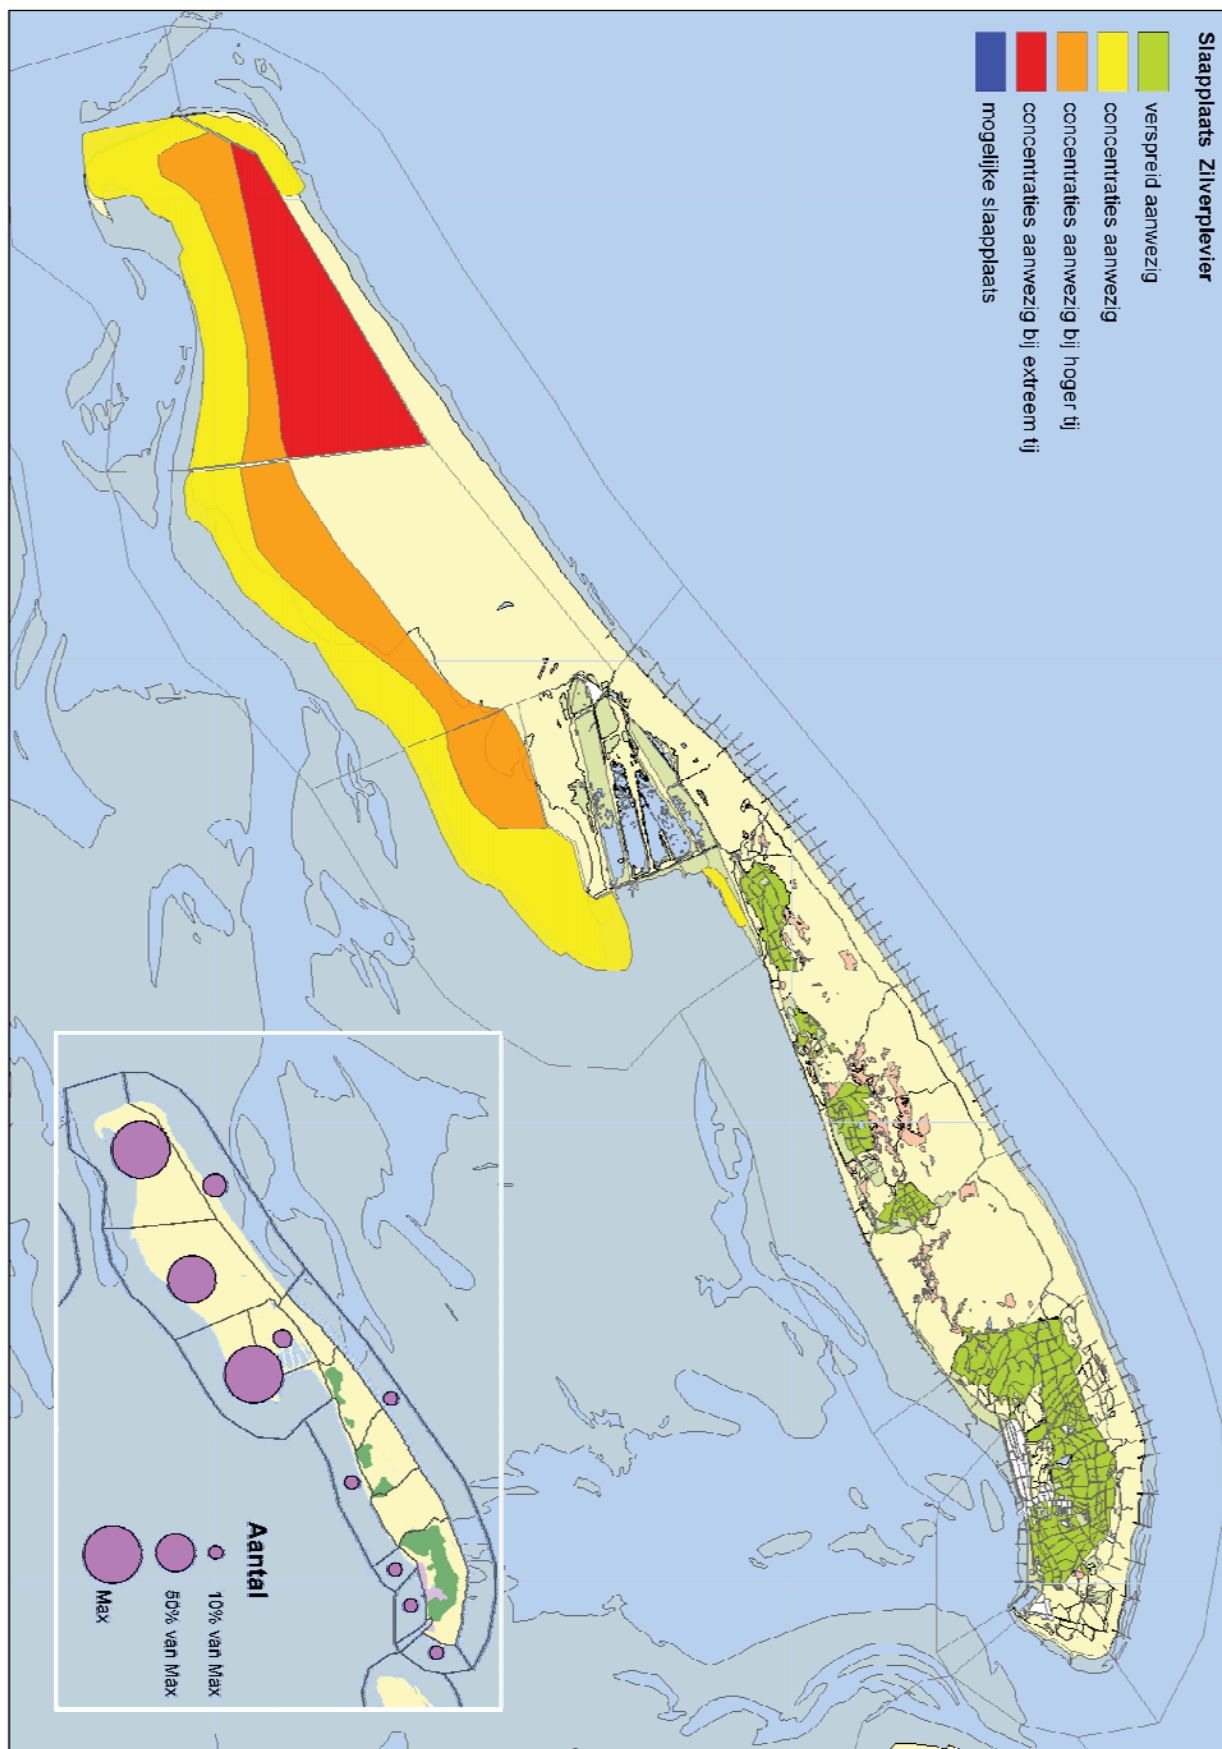 Slaapplaats Zilverplevier
verspreid aanwezig
concentraties aanwezig
concentraties aanwezig bij hoger tij
concentraties aanwezig bij extreem tij
mogelijke slaapplaats
Aantal
10% van Max
50% van Max
Max